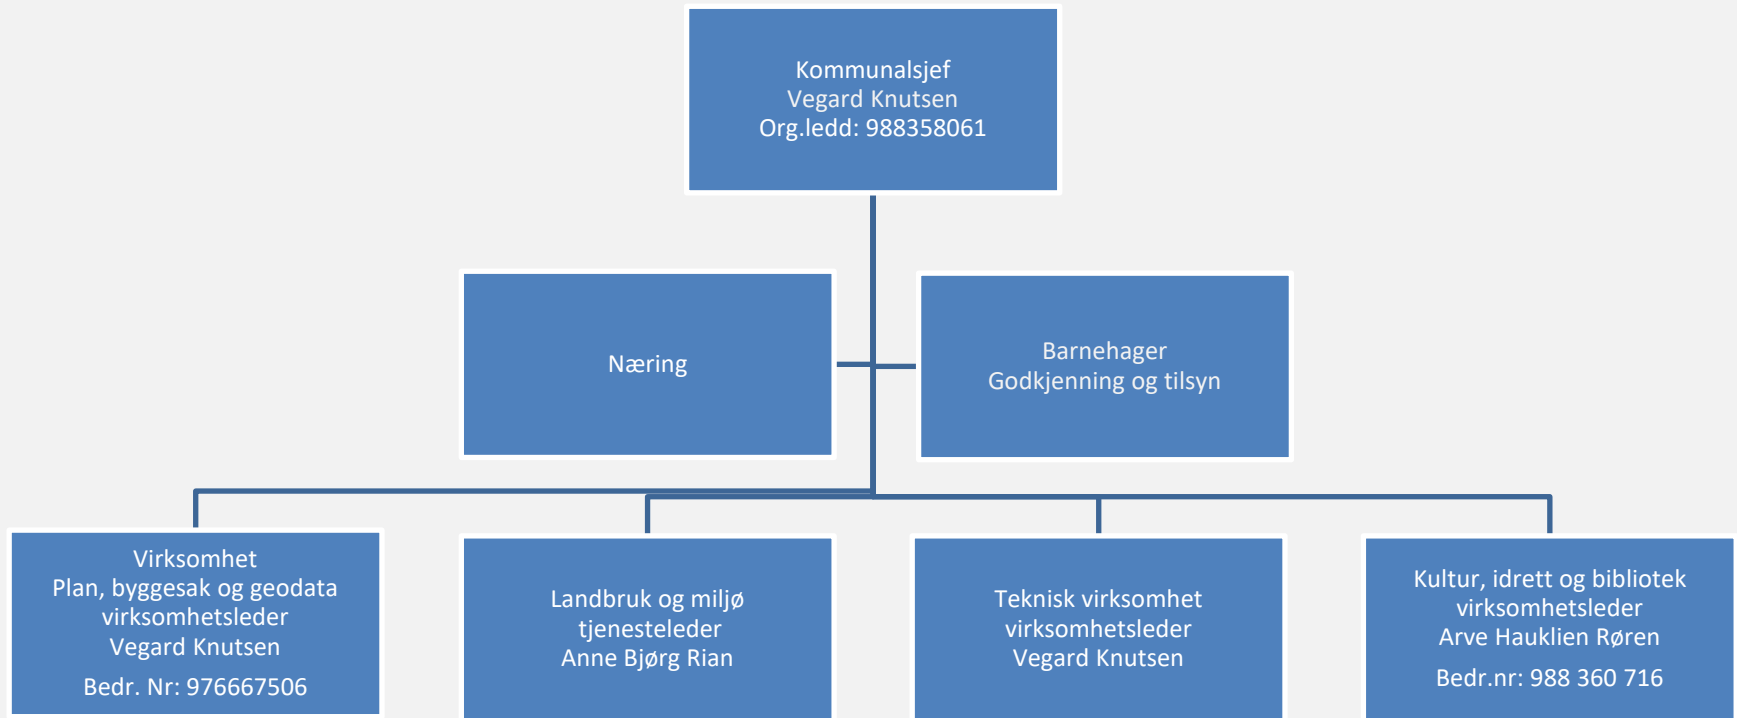 Kommunalsjef
Vegard Knutsen
Org.ledd: 988358061
Næring
Barnehager
Godkjenning og tilsyn
Virksomhet
Plan, byggesak og geodata
virksomhetsleder
Vegard Knutsen
Bedr. Nr: 976667506
Landbruk og miljø
tjenesteleder
Anne Bjørg Rian
Teknisk virksomhet
virksomhetsleder
Vegard Knutsen
Kultur, idrett og bibliotek
virksomhetsleder
Arve Hauklien Røren
Bedr.nr: 988 360 716